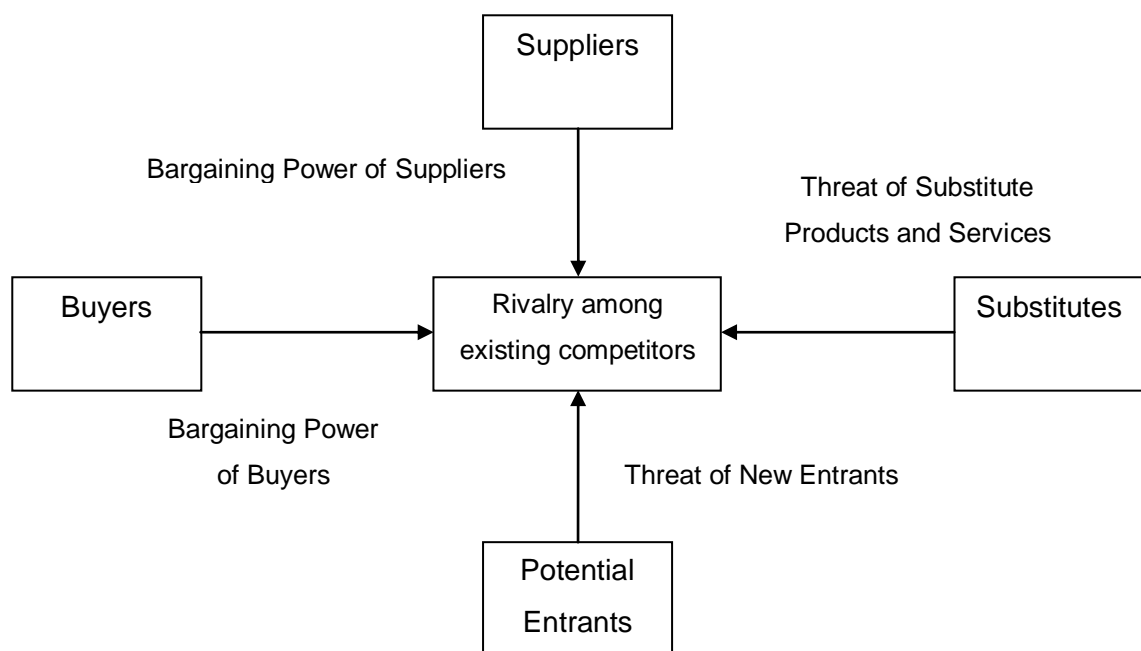 Suppliers
Bargaining Power of Suppliers
Threat of Substitute
Products and Services
Buyers
Rivalry among
existing competitors
Substitutes
Bargaining Power
of Buyers
Threat of New Entrants
Potential
Entrants